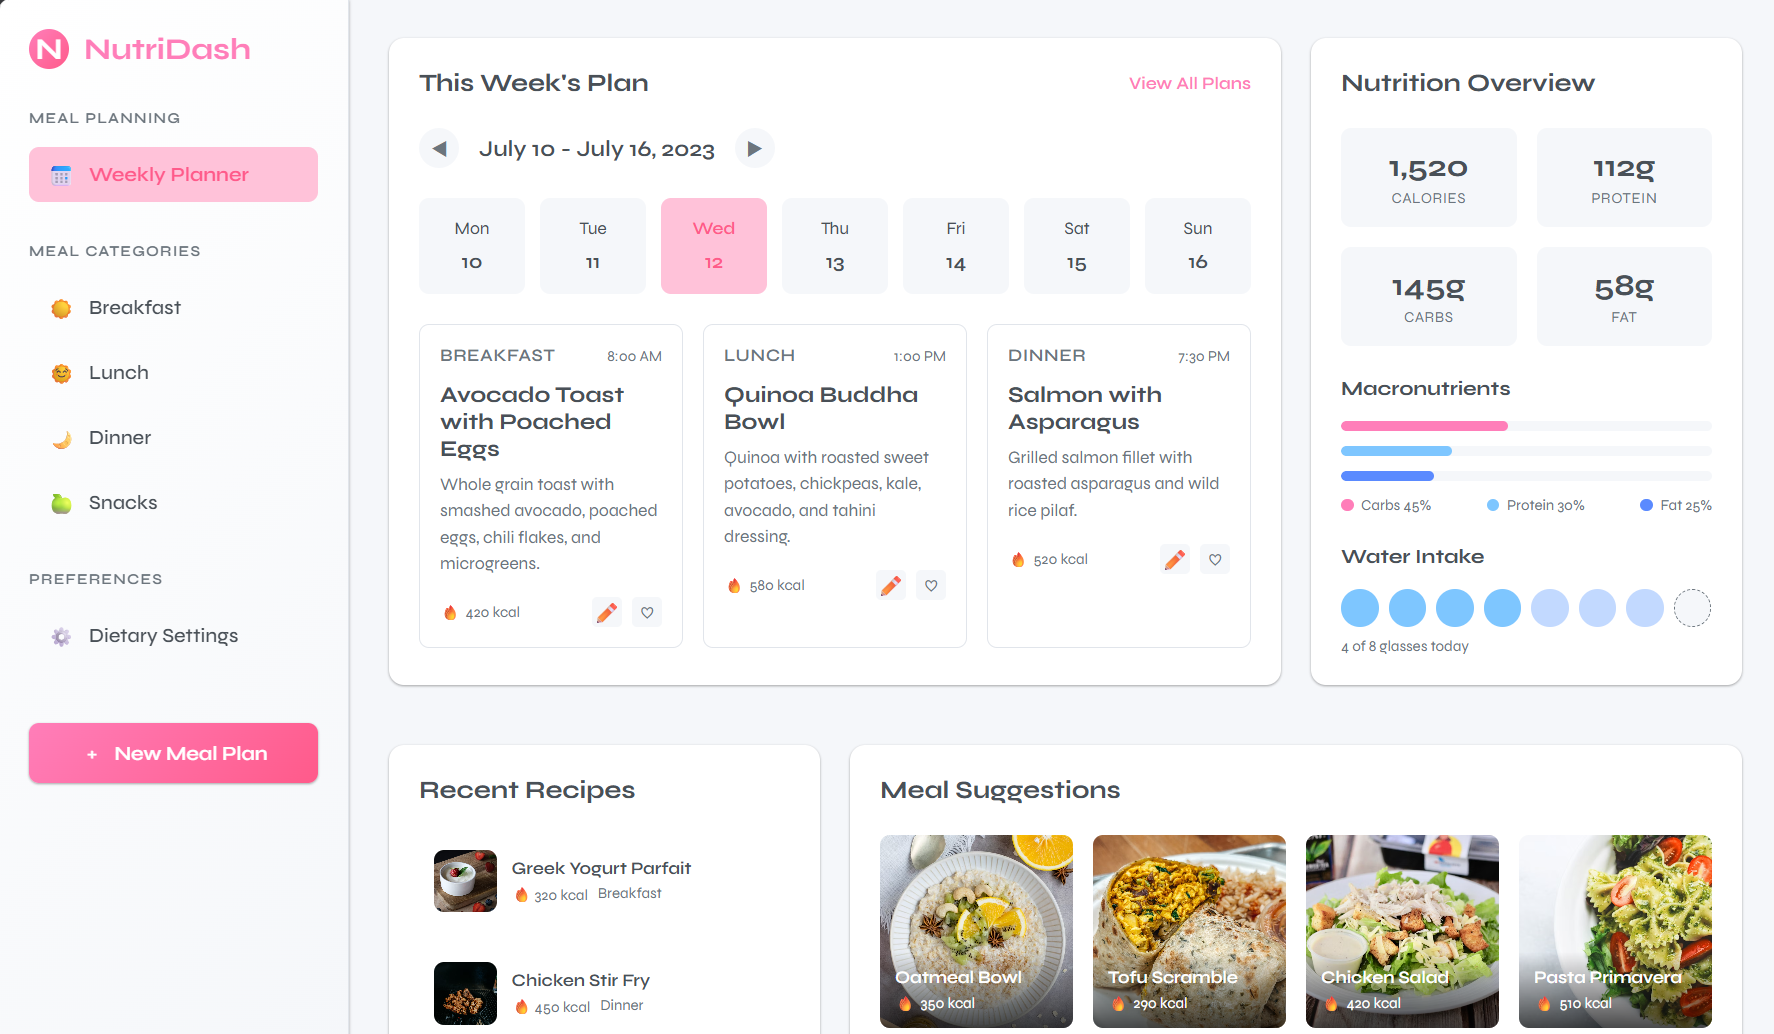 N NutriDash
MEAL PLANNING
Weekly Planner
MEAL CATEGORIES
Breakfast
Lunch
Dinner
Snacks
PREFERENCES
Dietary Settings
+ New Meal Plan
This Week's Plan
View All Plans
July 10 - July 16, 2023
Mon
10
Tue
11
Wed
12
Thu
13
Fri
14
Sat
15
Sun
16
BREAKFAST 8:00 AM
Avocado Toast
with Poached
Eggs
Whole grain toast with
smashed avocado, poached
eggs, chili flakes, and
microgreens.
420 kcal
LUNCH 1:00 PM
Quinoa Buddha
Bowl
Quinoa with roasted sweet
potatoes, chickpeas, kale,
avocado, and tahini
dressing.
580 kcal
DINNER 7:30 PM
Salmon with
Asparagus
Grilled salmon fillet with
roasted asparagus and wild
rice pilaf.
520 kcal
Nutrition Overview
1,520
CALORIES
112g
PROTEIN
145g
CARBS
58g
FAT
Macronutrients
Carbs 45% Protein 30% Fat 25%
Water Intake
4 of 8 glasses today
Recent Recipes
Greek Yogurt Parfait
320 kcal Breakfast
Chicken Stir Fry
450 kcal Dinner
Meal Suggestions
Oatmeal Bowl
350 kcal
Tofu Scramble
290 kcal
Chicken Salad
420 kcal
Pasta Primavera
510 kcal